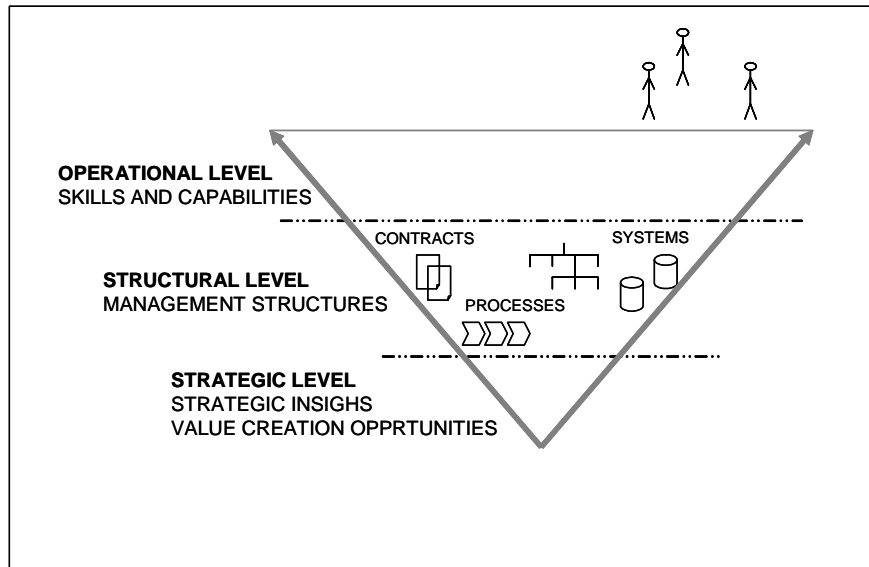 OPERATIONAL LEVEL
SKILLS AND CAPABILITIES
CONTRACTS
SYSTEMS
STRUCTURAL LEVEL
MANAGEMENT STRUCTURES
PROCESSES
STRATEGIC LEVEL
STRATEGIC INSIGHS
VALUE CREATION OPPRTUNITIES